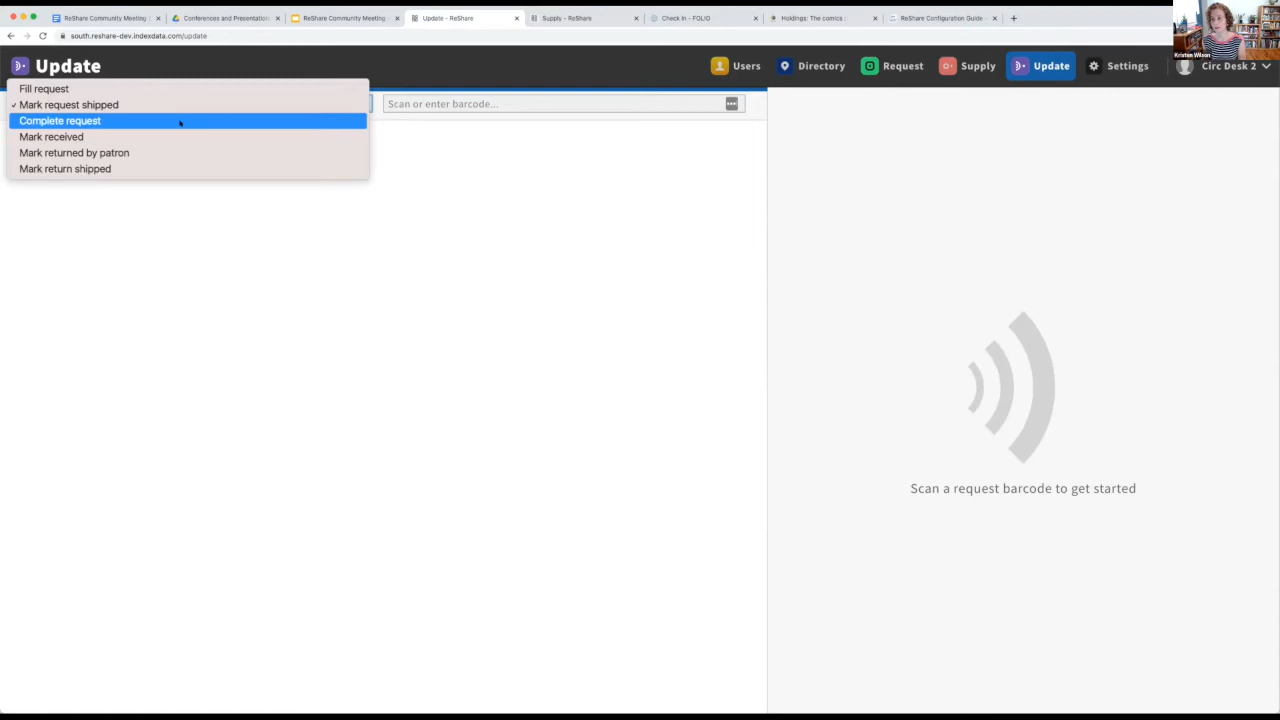 ReShare Community Meeting
Conferences and Presentation
ReShare Community Meeting -
Update - ReShare
Supply - ReShare
Check In - FOLIO
Holdings: The comics :
ReShare Configuration Guide -
south.reshare-dev.indexdata.com/update
Kristen Wilson
Update
Users
Directory
Request
Supply
Update
Settings
Circ Desk 2
Fill request
✓ Mark request shipped
Complete request
Mark received
Mark returned by patron
Mark return shipped
Scan or enter barcode...
Scan a request barcode to get started